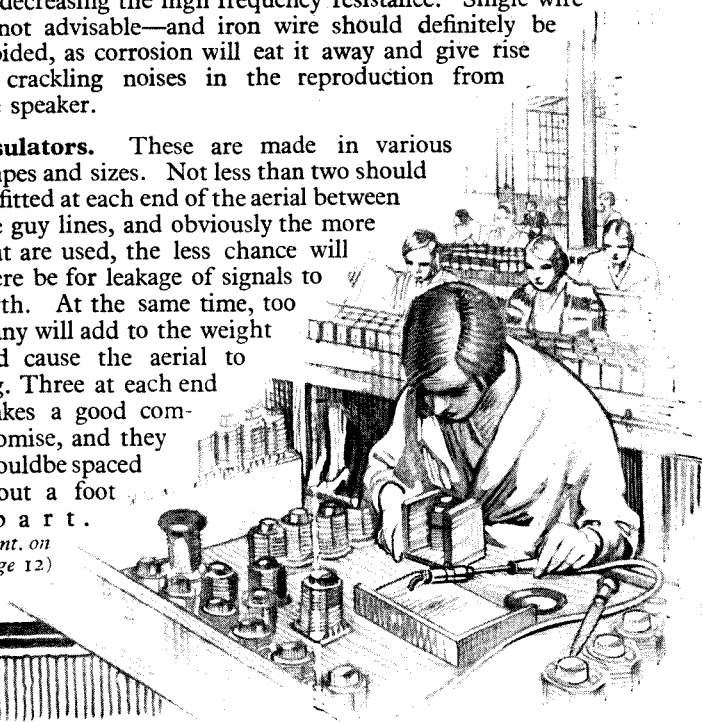 decreasing the high frequency resistance. Single wire
not advisable—and iron wire should definitely be
oided, as corrosion will eat it away and give rise
crackling noises in the reproduction from
e speaker.
sulators. These are made in various
apes and sizes. Not less than two should
fitted at each end of the aerial between
e guy lines, and obviously the more
at are used, the less chance will
ere be for leakage of signals to
rth. At the same time, too
any will add to the weight
d cause the aerial to
g. Three at each end
akes a good com-
omise, and they
ouldbe spaced
out a foot
p a r t.
nt. on
ge 12)